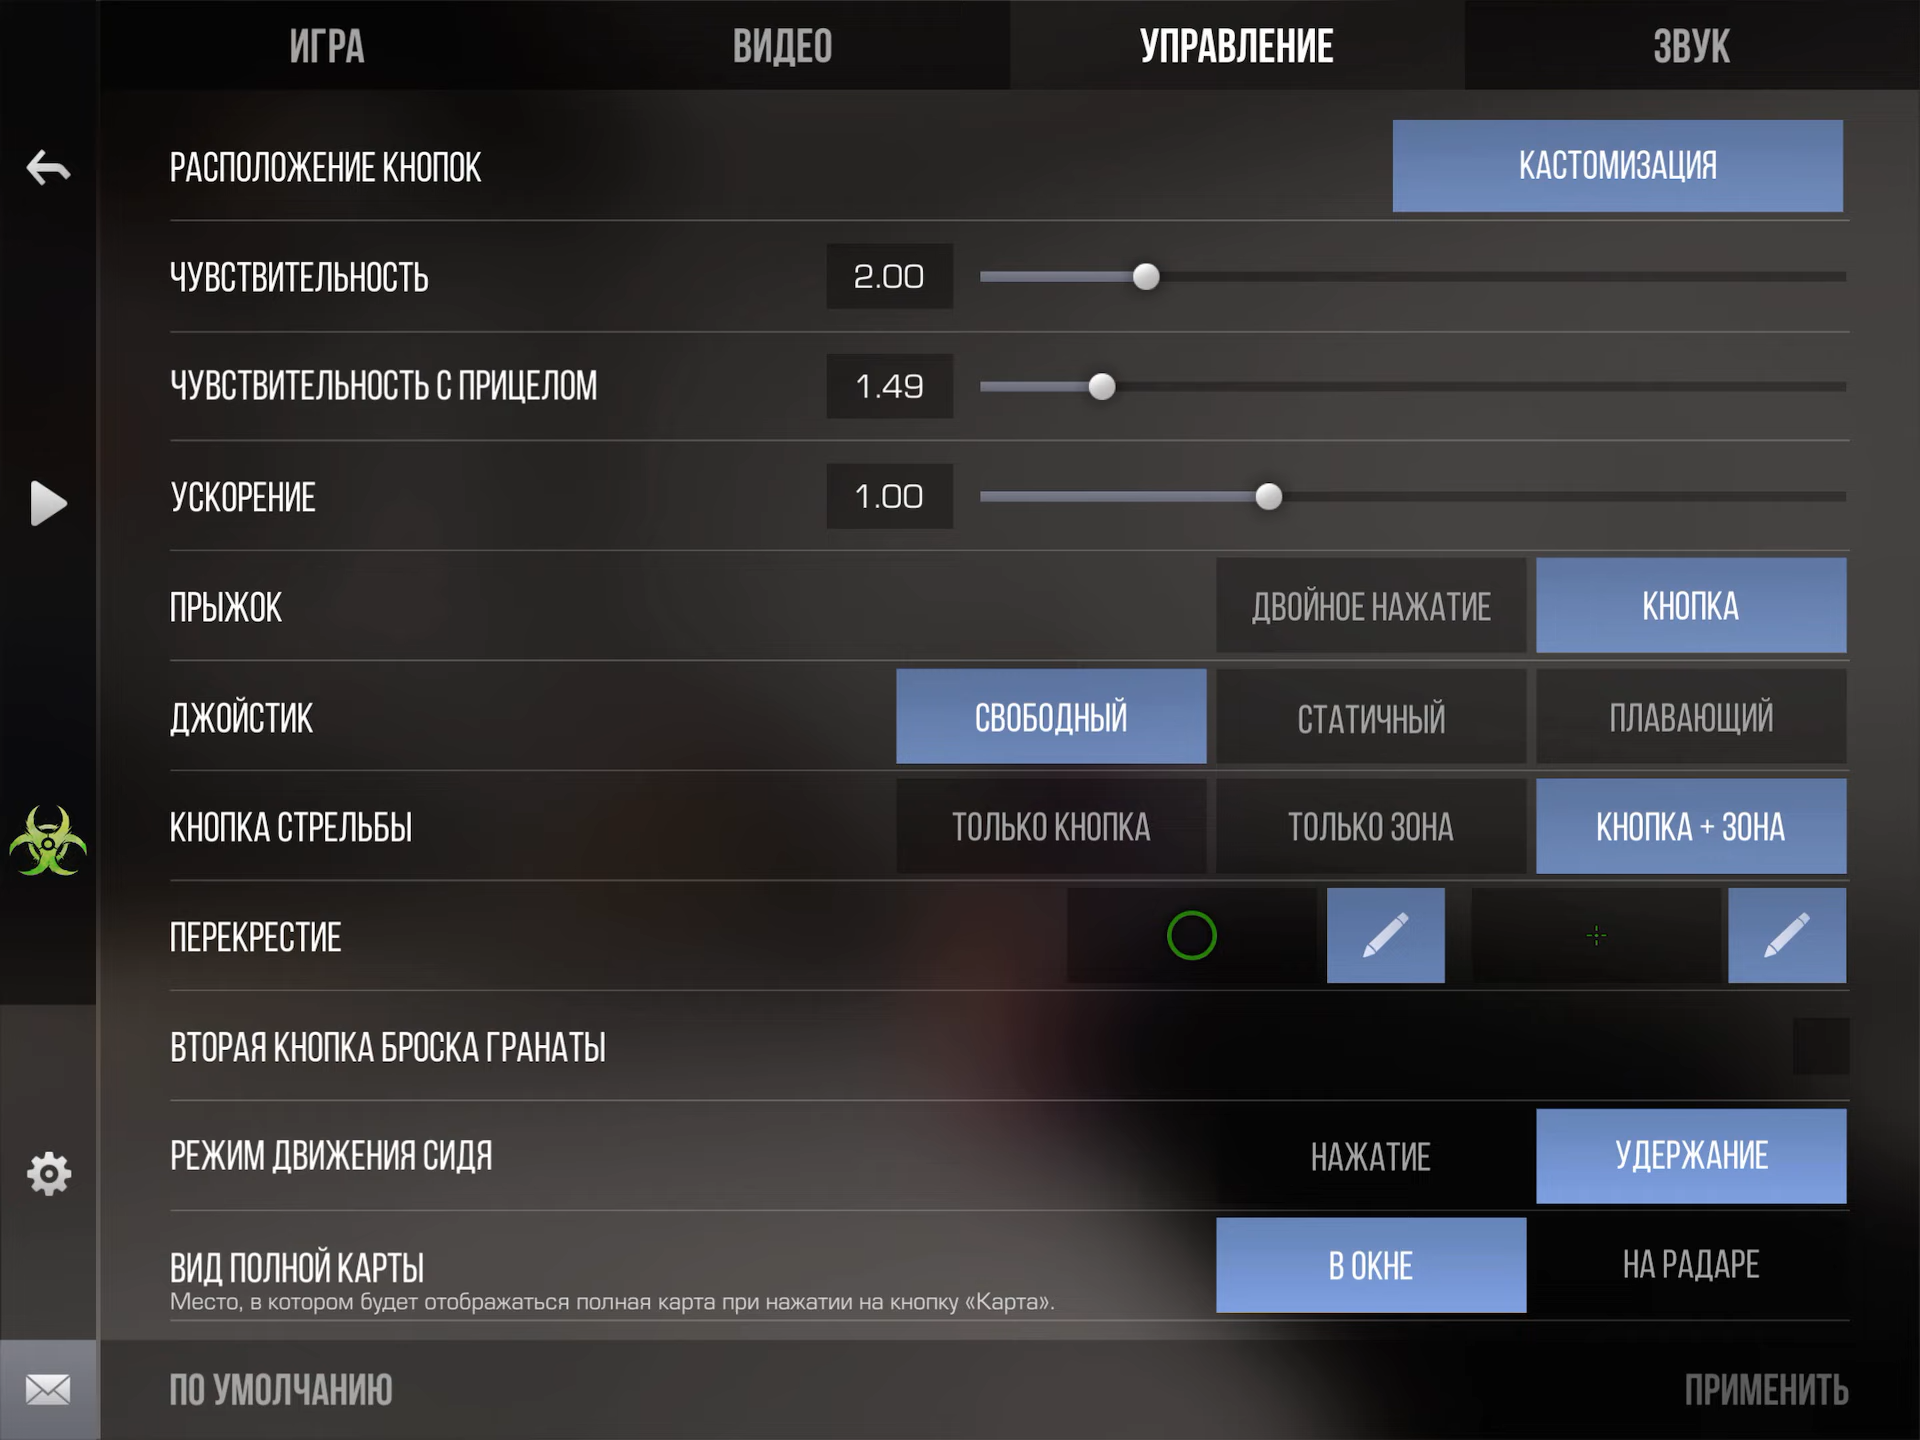 ИГРА ВИДЕО УПРАВЛЕНИЕ ЗВУК
РАСПОЛОЖЕНИЕ КНОПОК КАСТОМИЗАЦИЯ
ЧУВСТВИТЕЛЬНОСТЬ 2.00
ЧУВСТВИТЕЛЬНОСТЬ С ПРИЦЕЛОМ 1.49
УСКОРЕНИЕ 1.00
ПРЫЖОК ДВОЙНОЕ НАЖАТИЕ КНОПКА
ДЖОЙСТИК СВОБОДНЫЙ СТАТИЧНЫЙ ПЛАВАЮЩИЙ
КНОПКА СТРЕЛЬБЫ ТОЛЬКО КНОПКА ТОЛЬКО ЗОНА КНОПКА + ЗОНА
ПЕРЕКРЕСТИЕ
ВТОРАЯ КНОПКА БРОСКА ГРАНАТЫ
РЕЖИМ ДВИЖЕНИЯ СИДЯ НАЖАТИЕ УДЕРЖАНИЕ
ВИД ПОЛНОЙ КАРТЫ В ОКНЕ НА РАДАРЕ
Место, в котором будет отображаться полная карта при нажатии на кнопку «Карта».
ПО УМОЛЧАНИЮ ПРИМЕНИТЬ